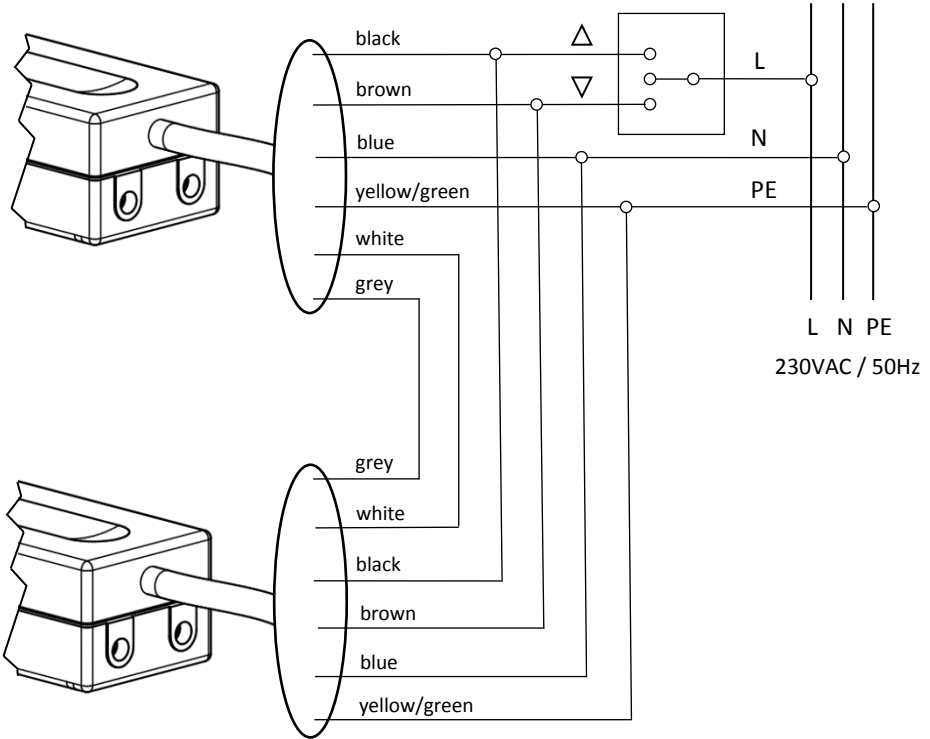 black
△
L
brown
▽
blue
N
yellow/green
PE
white
grey
L N PE
230VAC / 50Hz
grey
white
black
brown
blue
yellow/green